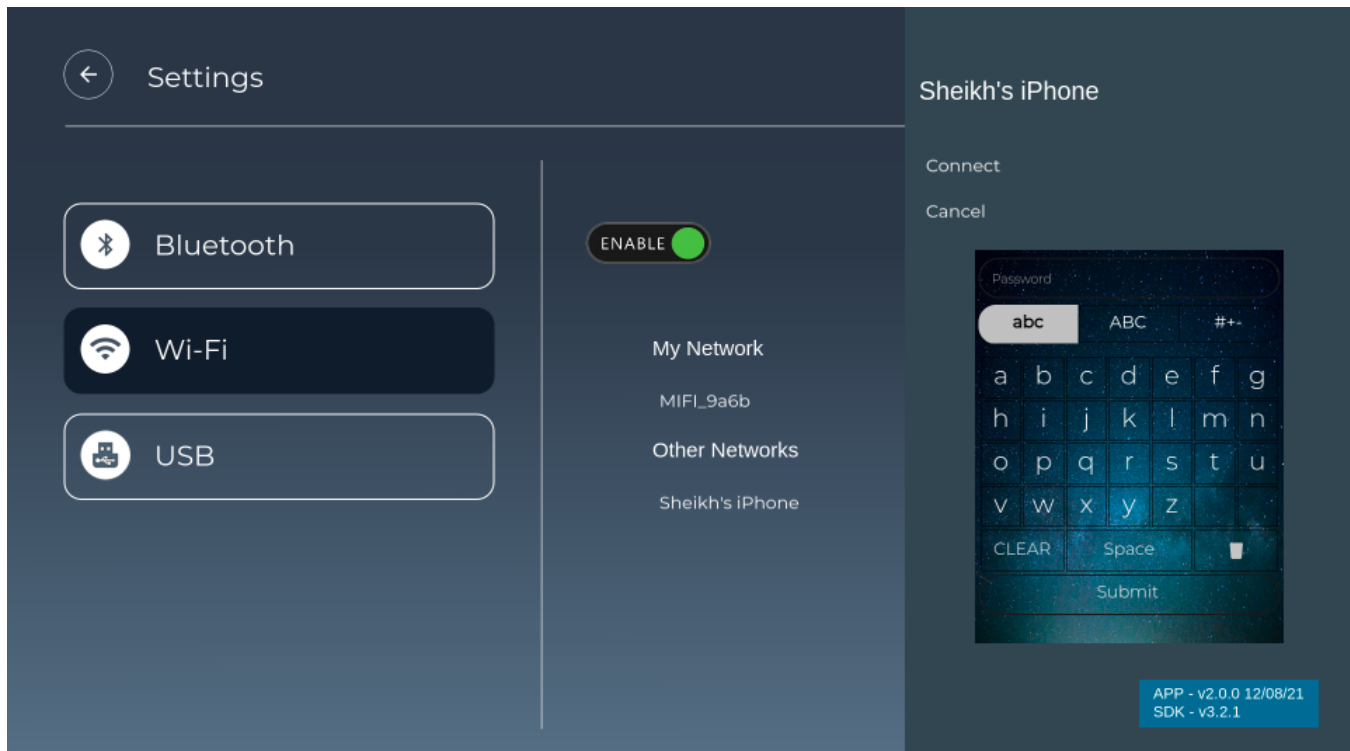 Settings
Bluetooth
Wi-Fi
USB
ENABLE
My Network
MIFI_9a6b
Other Networks
Sheikh's iPhone
Sheikh's iPhone
Connect
Cancel
Password
abc ABC #+-
a b c d e f g
h i j k l m n
o p q r s t u
v w x y z
CLEAR Space
Submit
APP - v2.0.0 12/08/21
SDK - v3.2.1